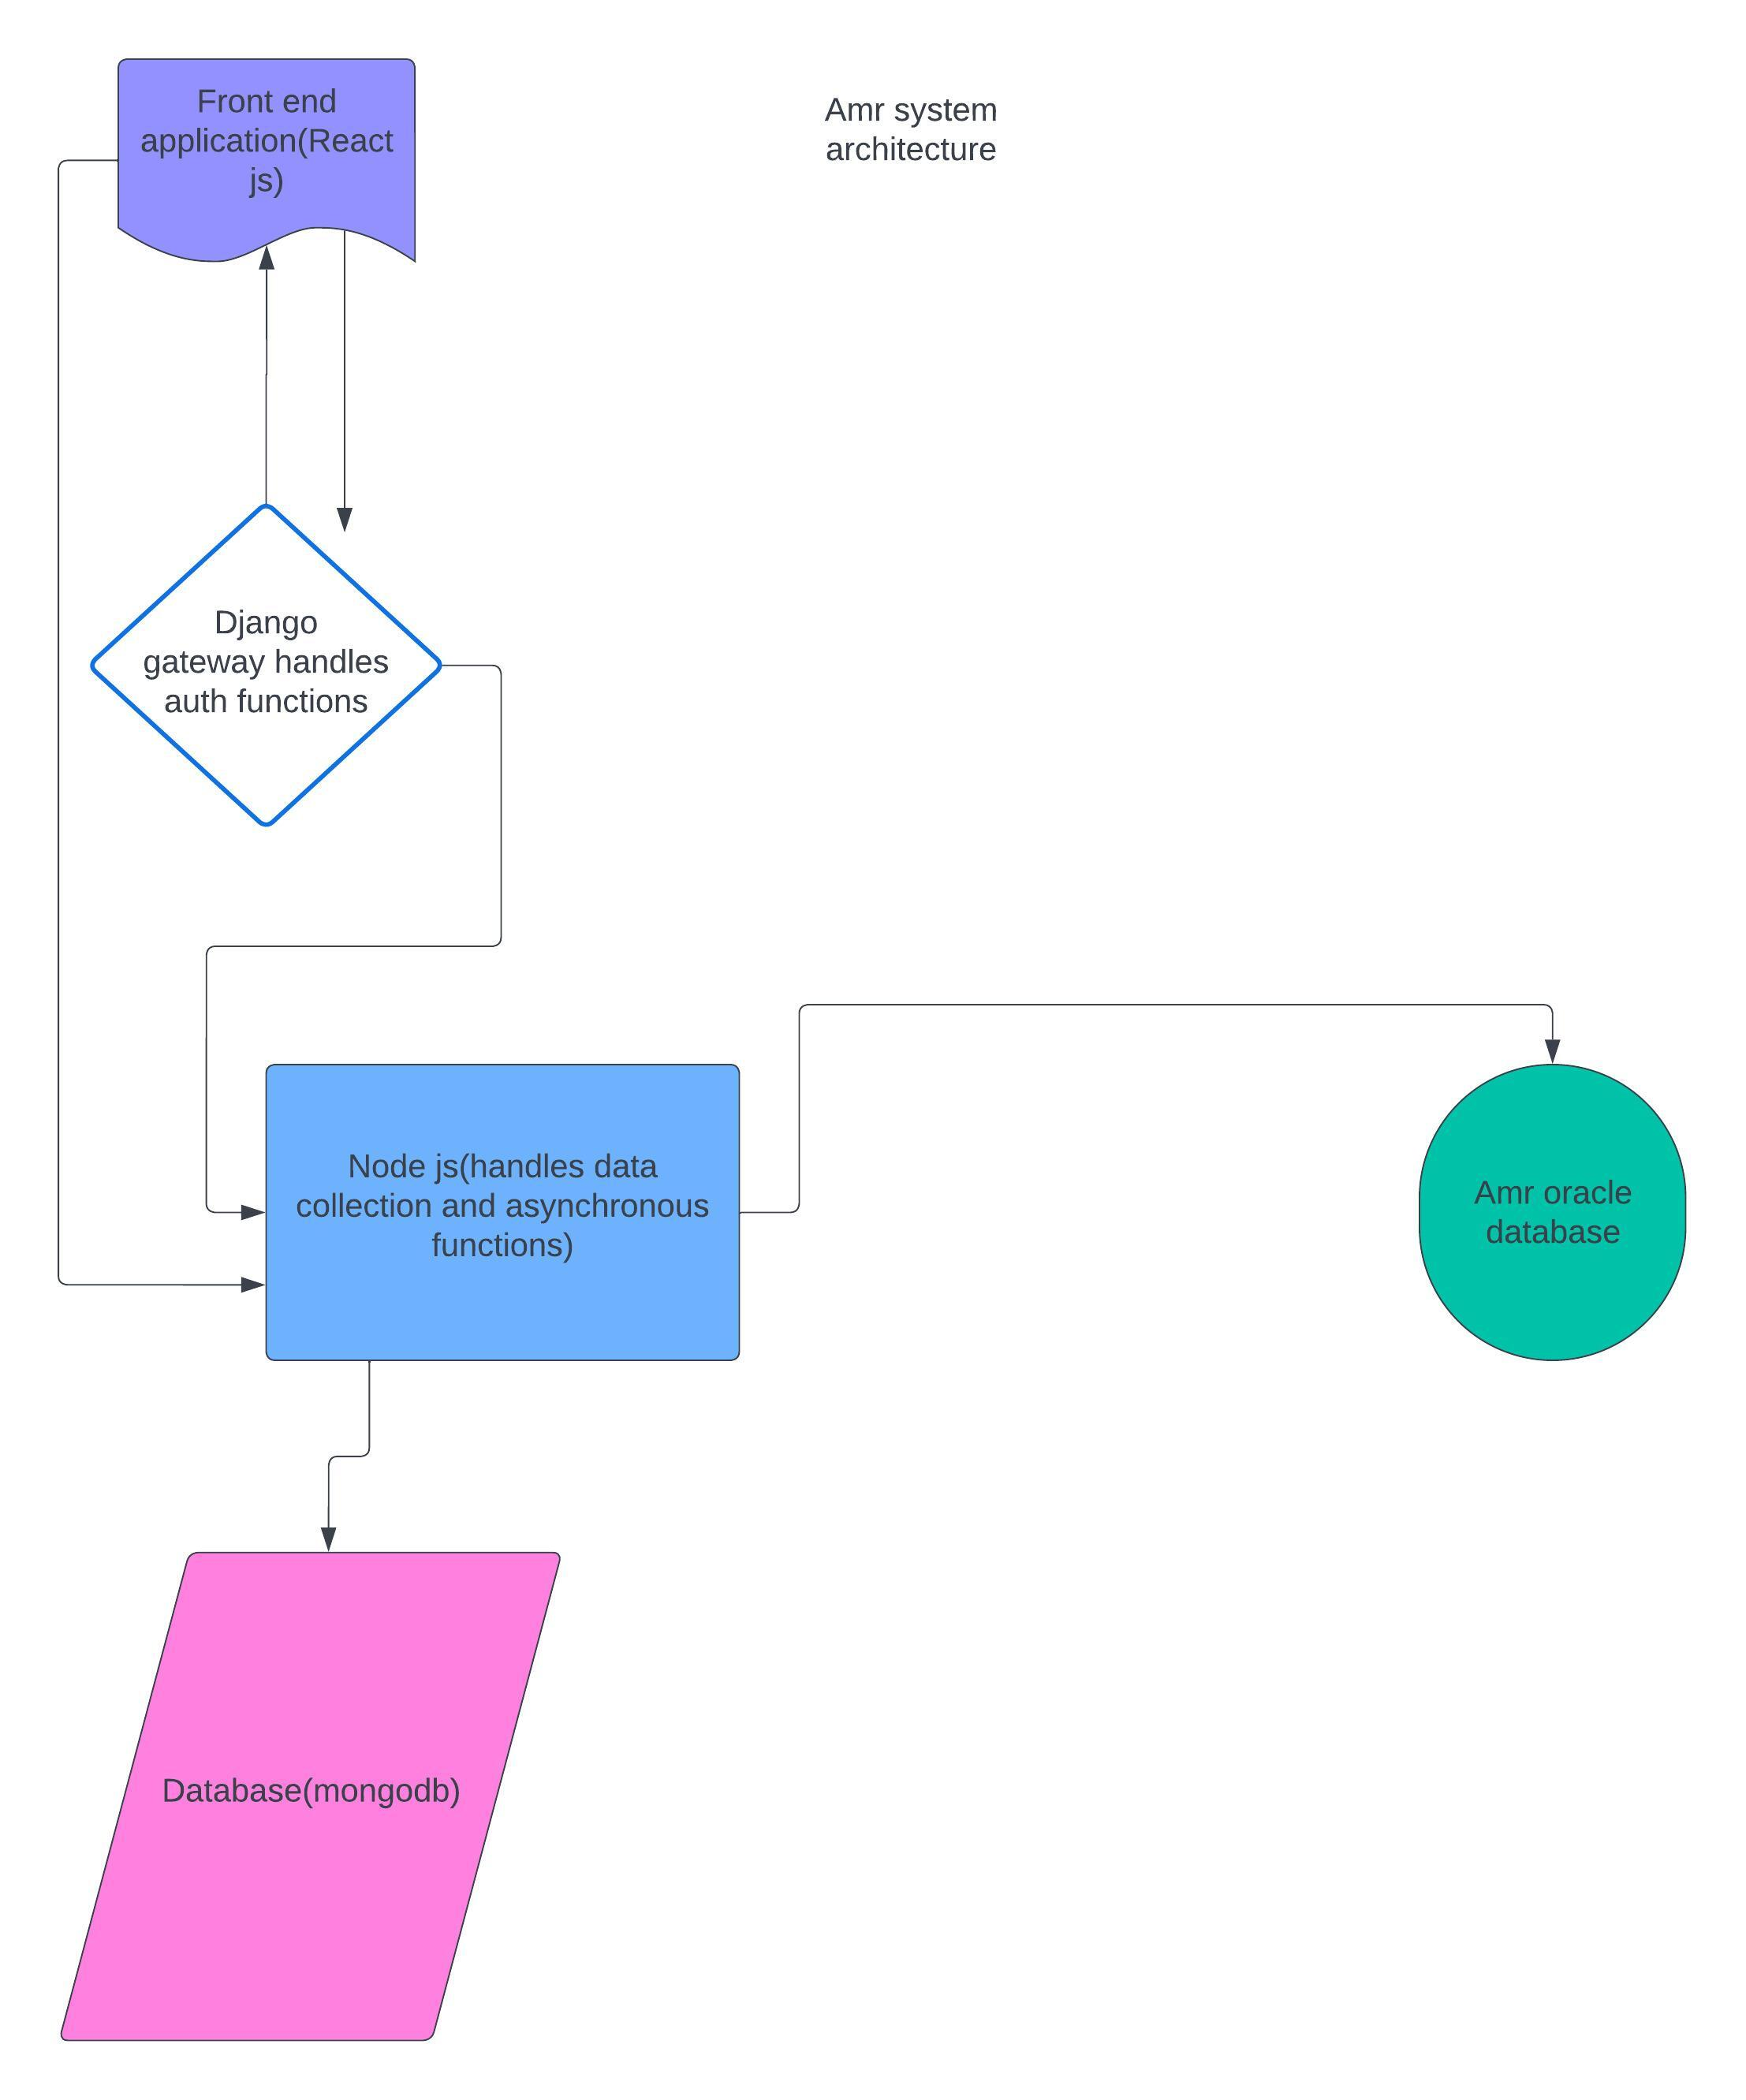 Front end
application(React
js)
Amr system
architecture
Django
gateway handles
auth functions
Node js(handles data
collection and asynchronous
functions)
Amr oracle
database
Database(mongodb)